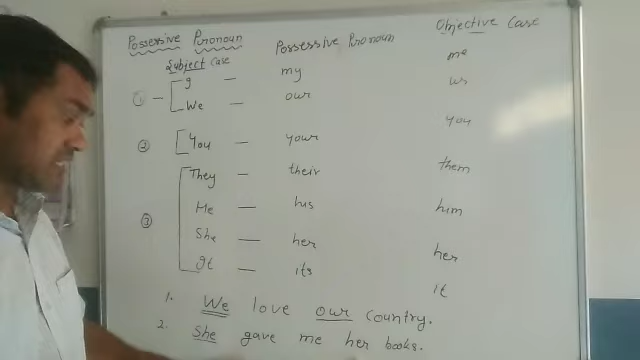 Possessive Pronoun Possessive Pronoun Objective Case
Subject Case
① I — my me
We — our us
② You — your you
③ They — their them
He — his him
She — her her
It — its it
1. We love our country.
2. She gave me her books.